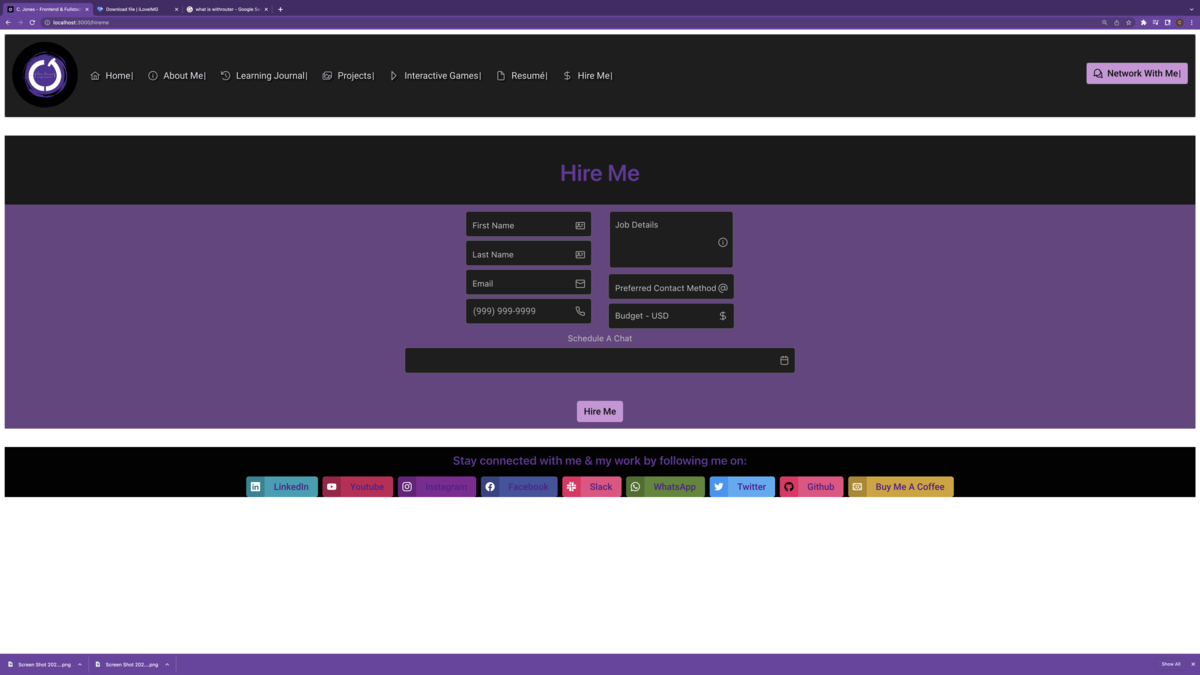 C. Jones - Frontend & Fullsta
Download file | iLoveIMG
what is withrouter - Google Se
localhost:3000/hireme
Home|
About Me|
Learning Journal|
Projects|
Interactive Games|
Resumé|
Hire Me|
Network With Me|
Hire Me
First Name
Job Details
Last Name
Email
Preferred Contact Method
(999) 999-9999
Budget - USD
Schedule A Chat
Hire Me
Stay connected with me & my work by following me on:
LinkedIn
Youtube
Instagram
Facebook
Slack
WhatsApp
Twitter
Github
Buy Me A Coffee
Screen Shot 202....png
Screen Shot 202....png
Show All